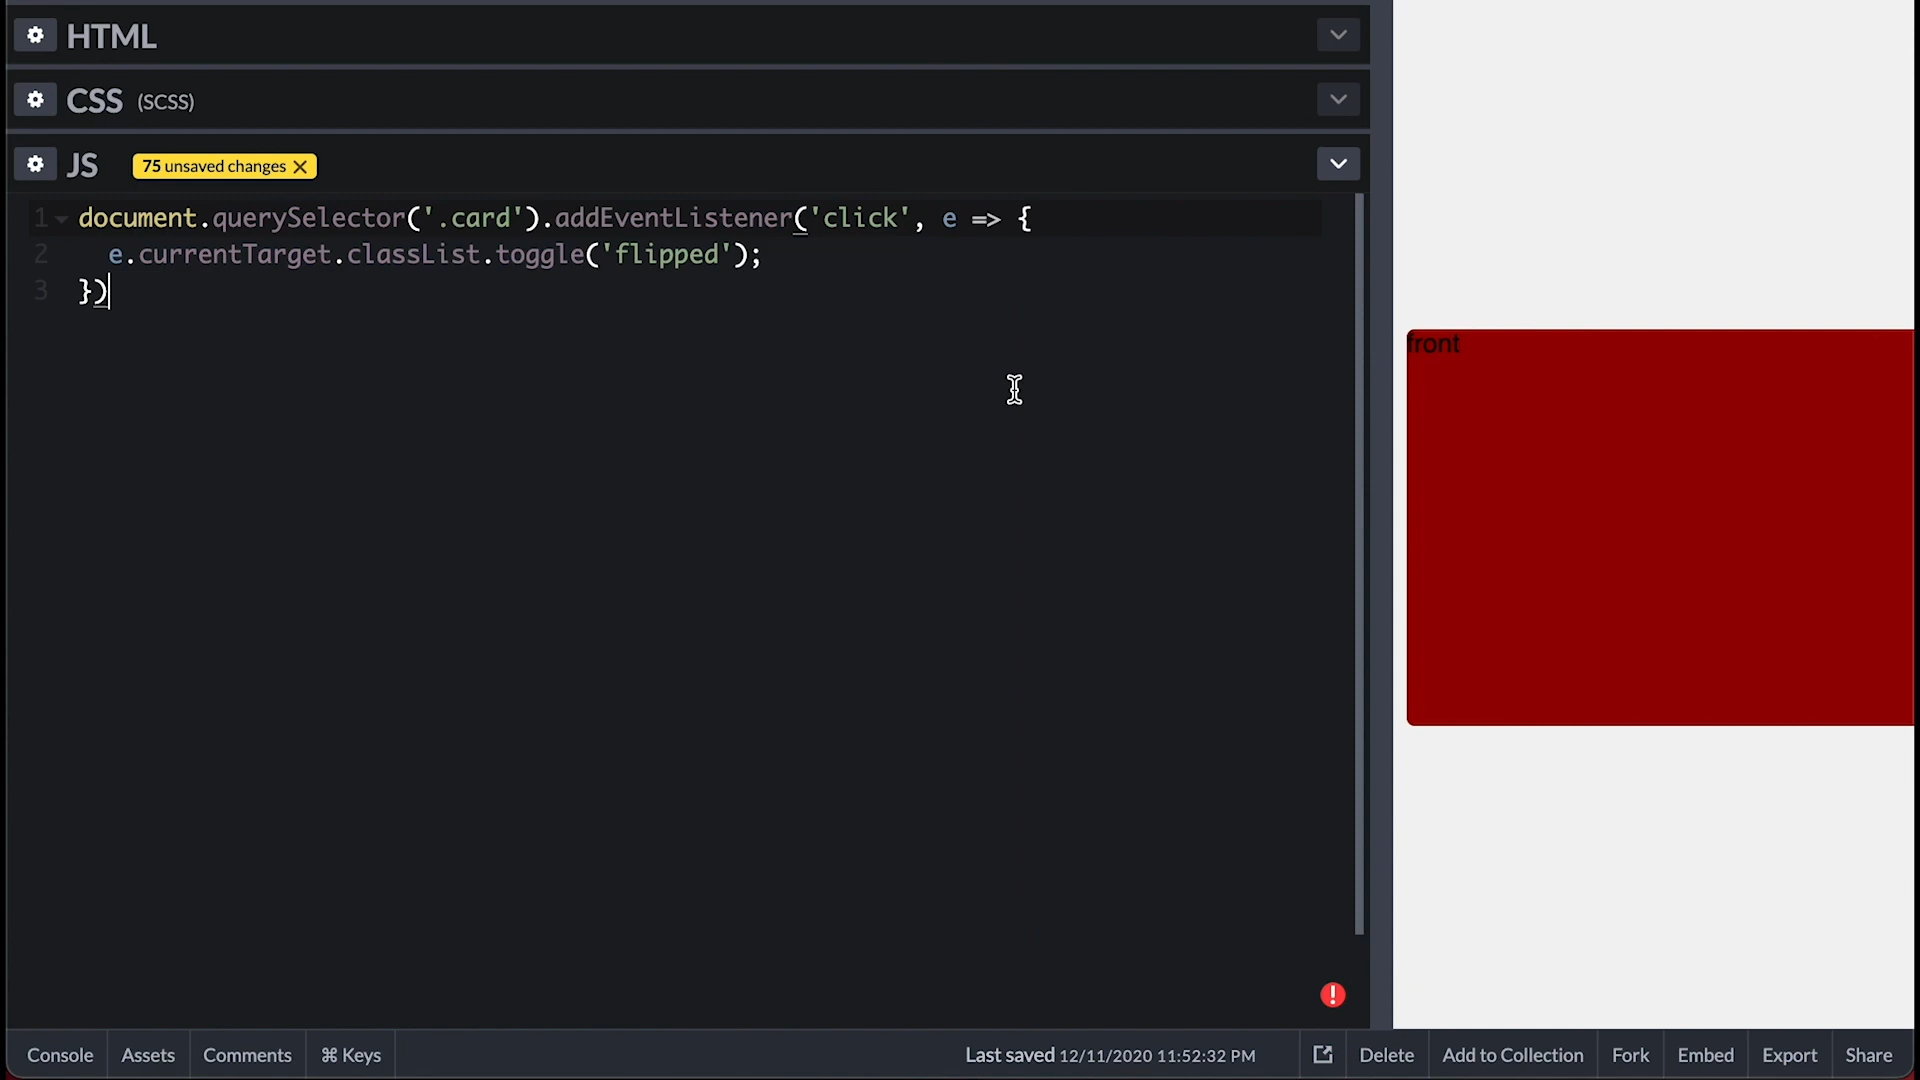 HTML
CSS (SCSS)
JS 75 unsaved changes
1 document.querySelector('.card').addEventListener('click', e => {
2 e.currentTarget.classList.toggle('flipped');
3 })
front
Console Assets Comments ⌘ Keys Last saved 12/11/2020 11:52:32 PM Delete Add to Collection Fork Embed Export Share